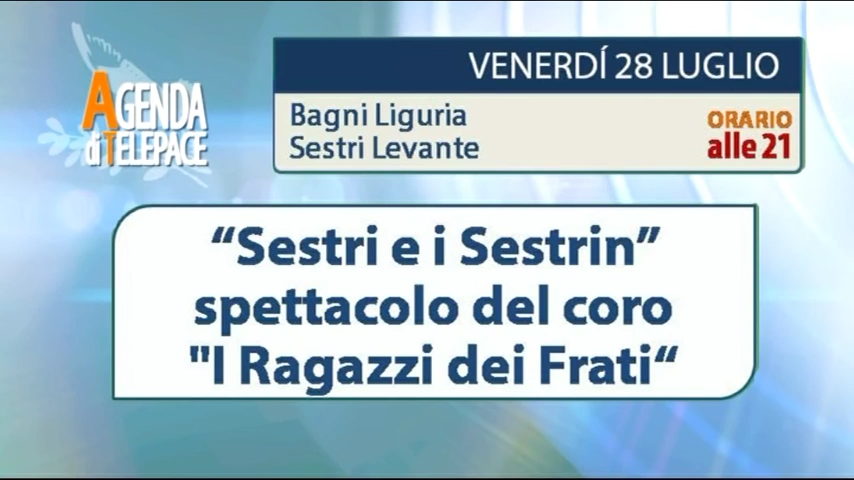 AGENDA
di TELEPACE
VENERDÍ 28 LUGLIO
Bagni Liguria
Sestri Levante
ORARIO
alle 21
“Sestri e i Sestrin”
spettacolo del coro
"I Ragazzi dei Frati“